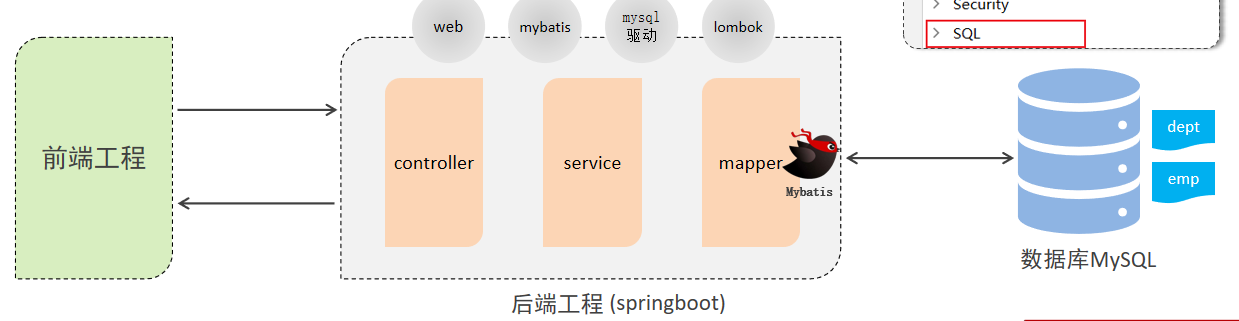 Security
SQL
web
mybatis
mysql
驱动
lombok
前端工程
controller
service
mapper
Mybatis
dept
emp
数据库MySQL
后端工程 (springboot)